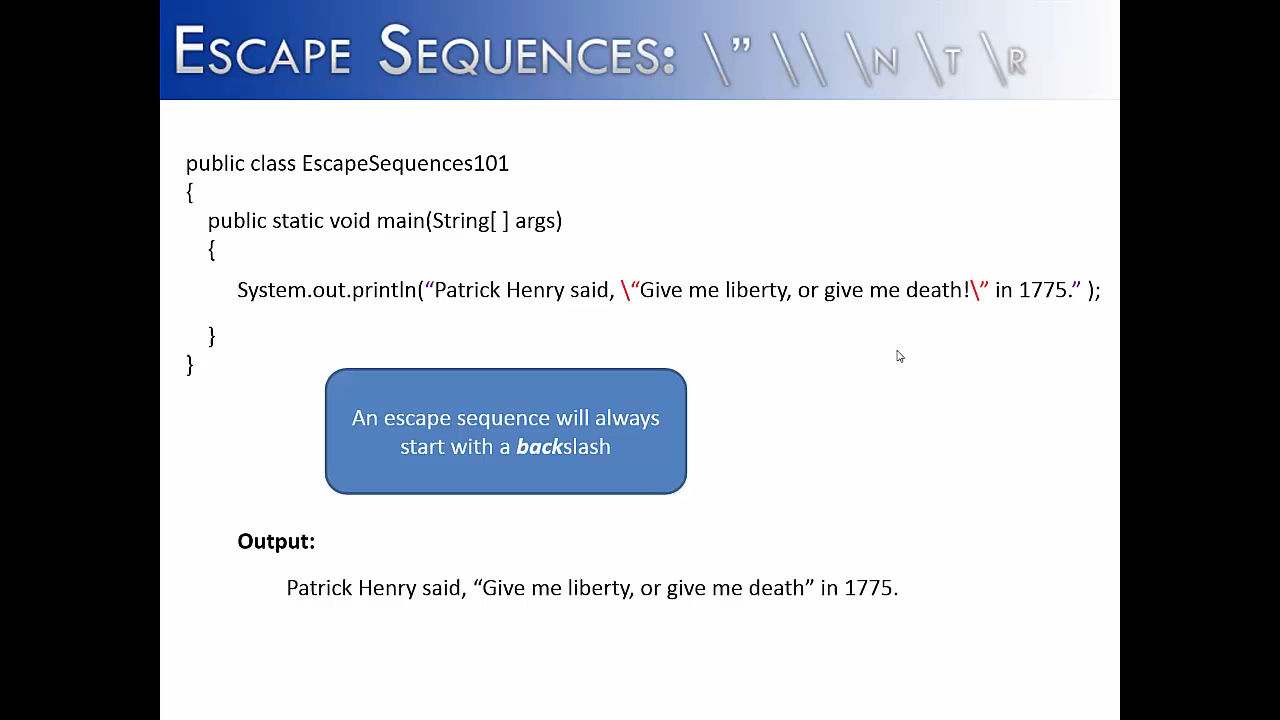 ESCAPE SEQUENCES: \” \\ \N \T \R
public class EscapeSequences101
{
public static void main(String[ ] args)
{
System.out.println(“Patrick Henry said, \“Give me liberty, or give me death!\” in 1775.” );
}
}
An escape sequence will always
start with a backslash
Output:
Patrick Henry said, “Give me liberty, or give me death” in 1775.